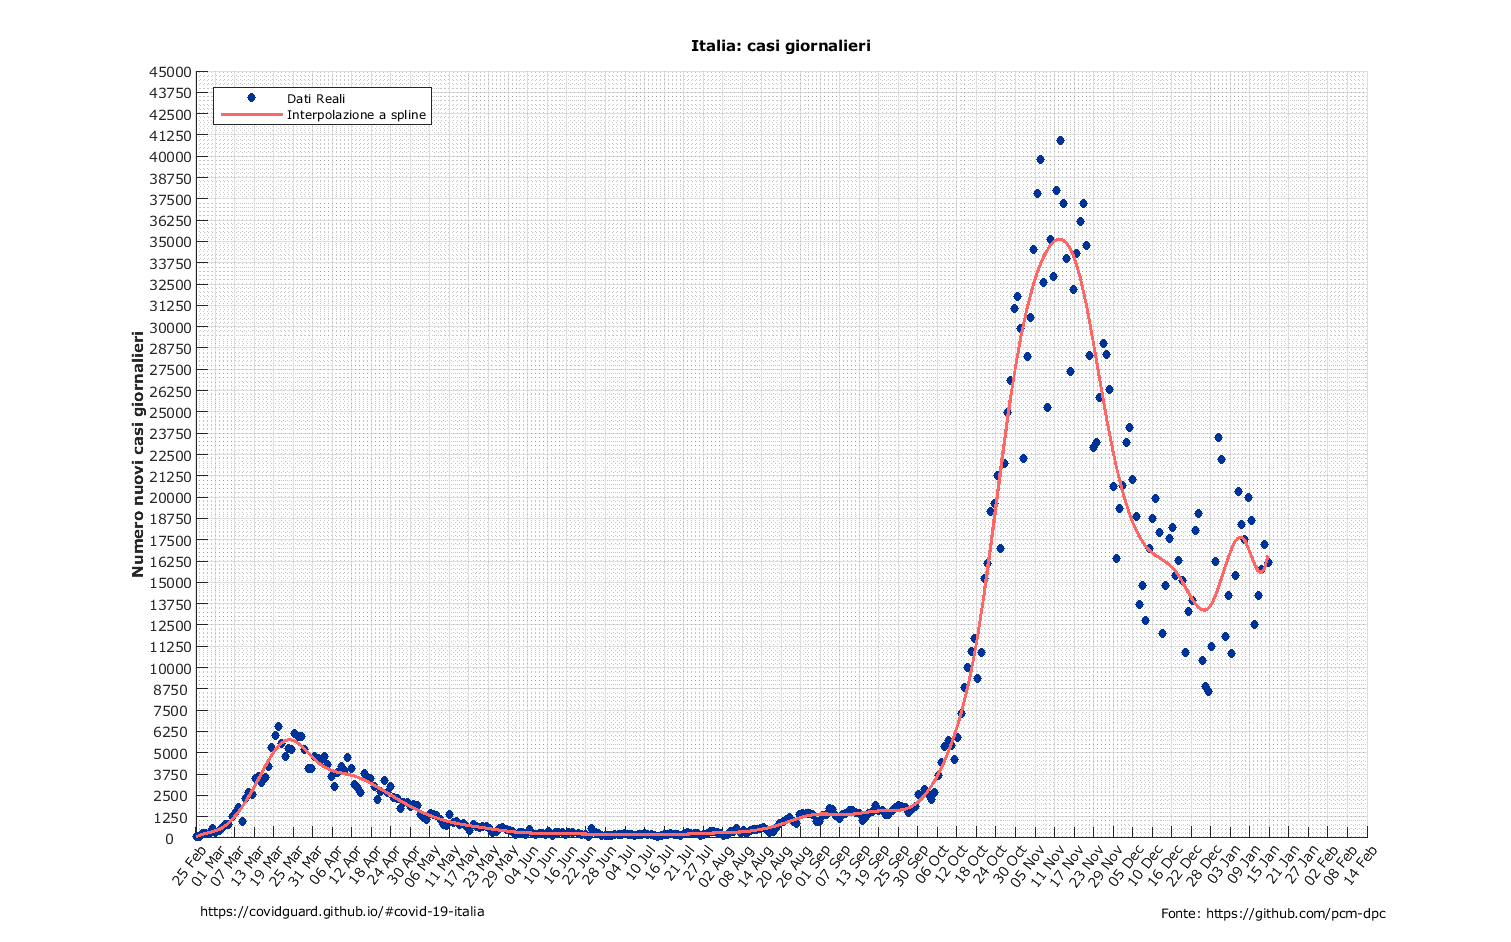 Italia: casi giornalieri
Dati Reali
Interpolazione a spline
Numero nuovi casi giornalieri
45000
43750
42500
41250
40000
38750
37500
36250
35000
33750
32500
31250
30000
28750
27500
26250
25000
23750
22500
21250
20000
18750
17500
16250
15000
13750
12500
11250
10000
8750
7500
6250
5000
3750
2500
1250
0
25 Feb
01 Mar
07 Mar
13 Mar
19 Mar
25 Mar
31 Mar
06 Apr
12 Apr
18 Apr
24 Apr
30 Apr
06 May
11 May
17 May
23 May
29 May
04 Jun
10 Jun
16 Jun
22 Jun
28 Jun
04 Jul
10 Jul
16 Jul
21 Jul
27 Jul
02 Aug
08 Aug
14 Aug
20 Aug
26 Aug
01 Sep
07 Sep
13 Sep
19 Sep
25 Sep
30 Sep
06 Oct
12 Oct
18 Oct
24 Oct
30 Oct
05 Nov
11 Nov
17 Nov
23 Nov
29 Nov
05 Dec
10 Dec
16 Dec
22 Dec
28 Dec
03 Jan
09 Jan
15 Jan
21 Jan
27 Jan
02 Feb
08 Feb
14 Feb
https://covidguard.github.io/#covid-19-italia
Fonte: https://github.com/pcm-dpc